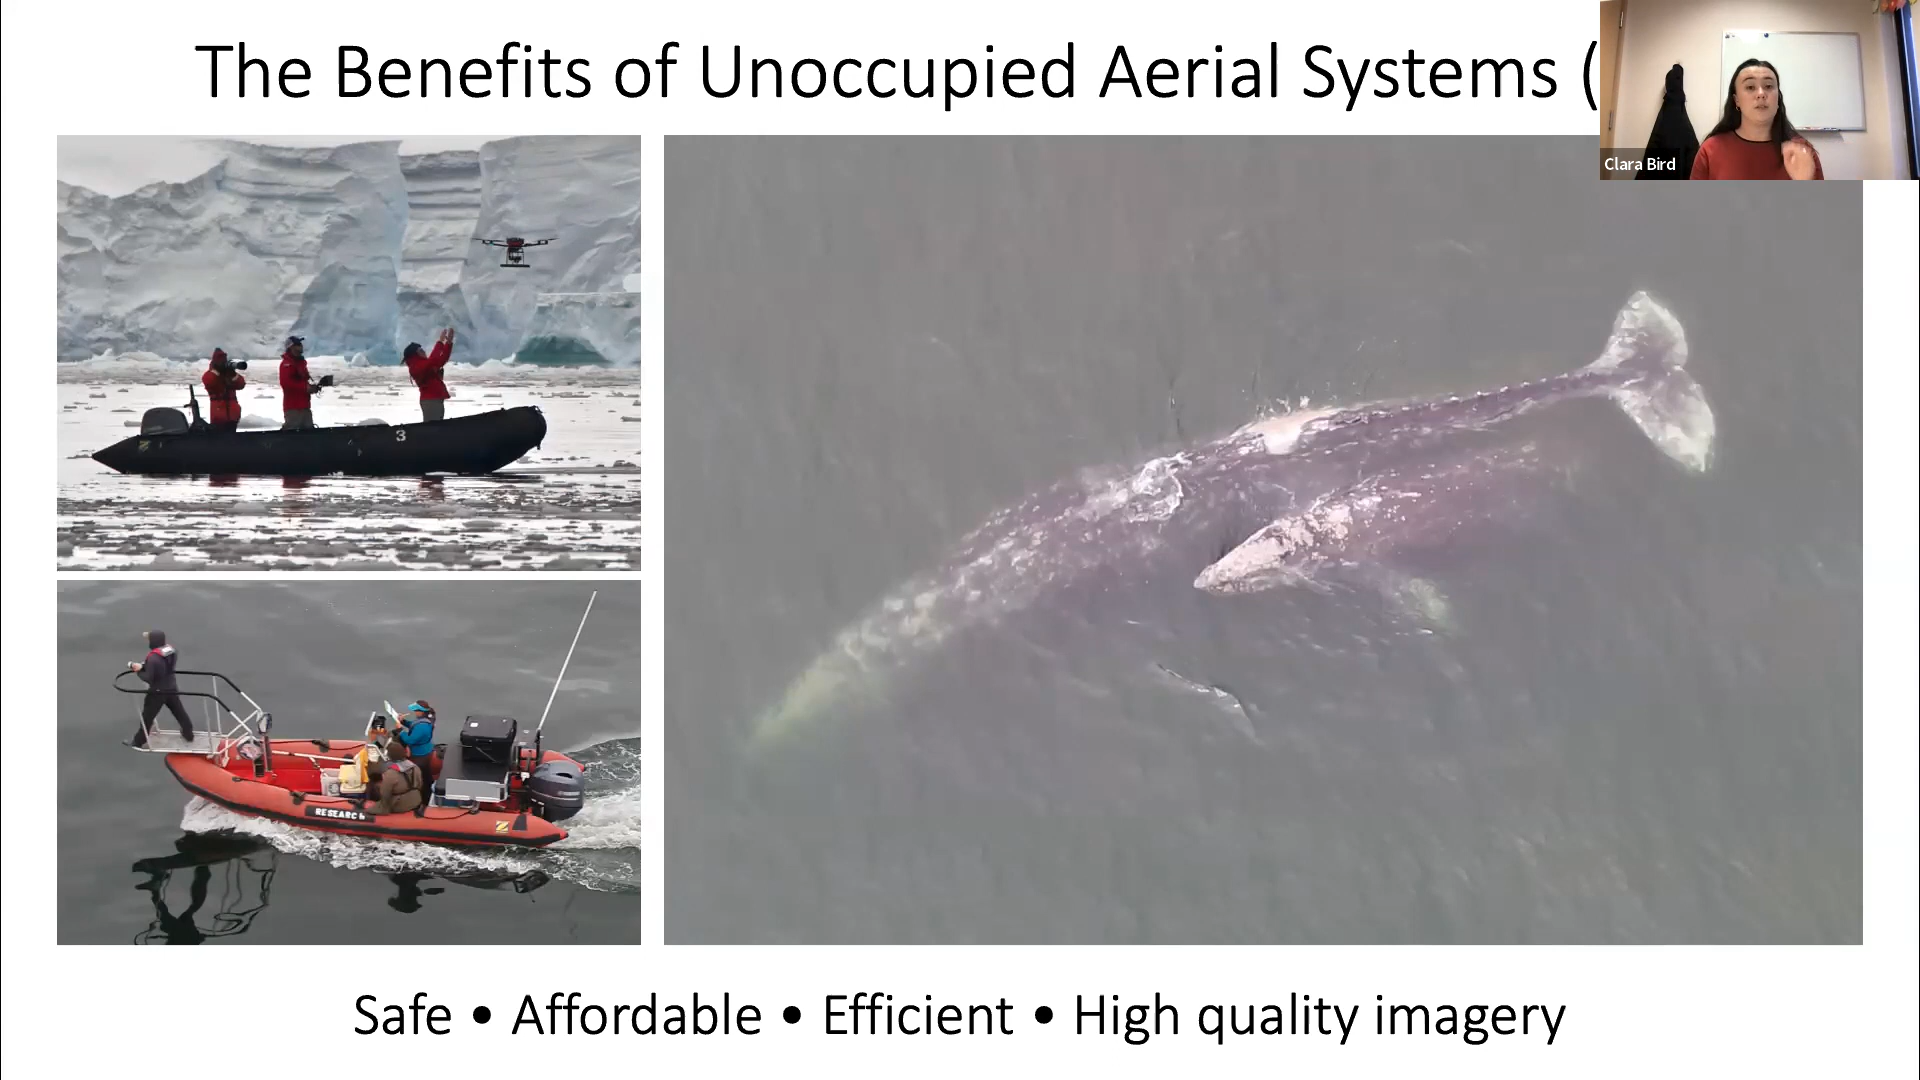 The Benefits of Unoccupied Aerial Systems (
Clara Bird
3
Z
RESEARCH
Z
Safe • Affordable • Efficient • High quality imagery